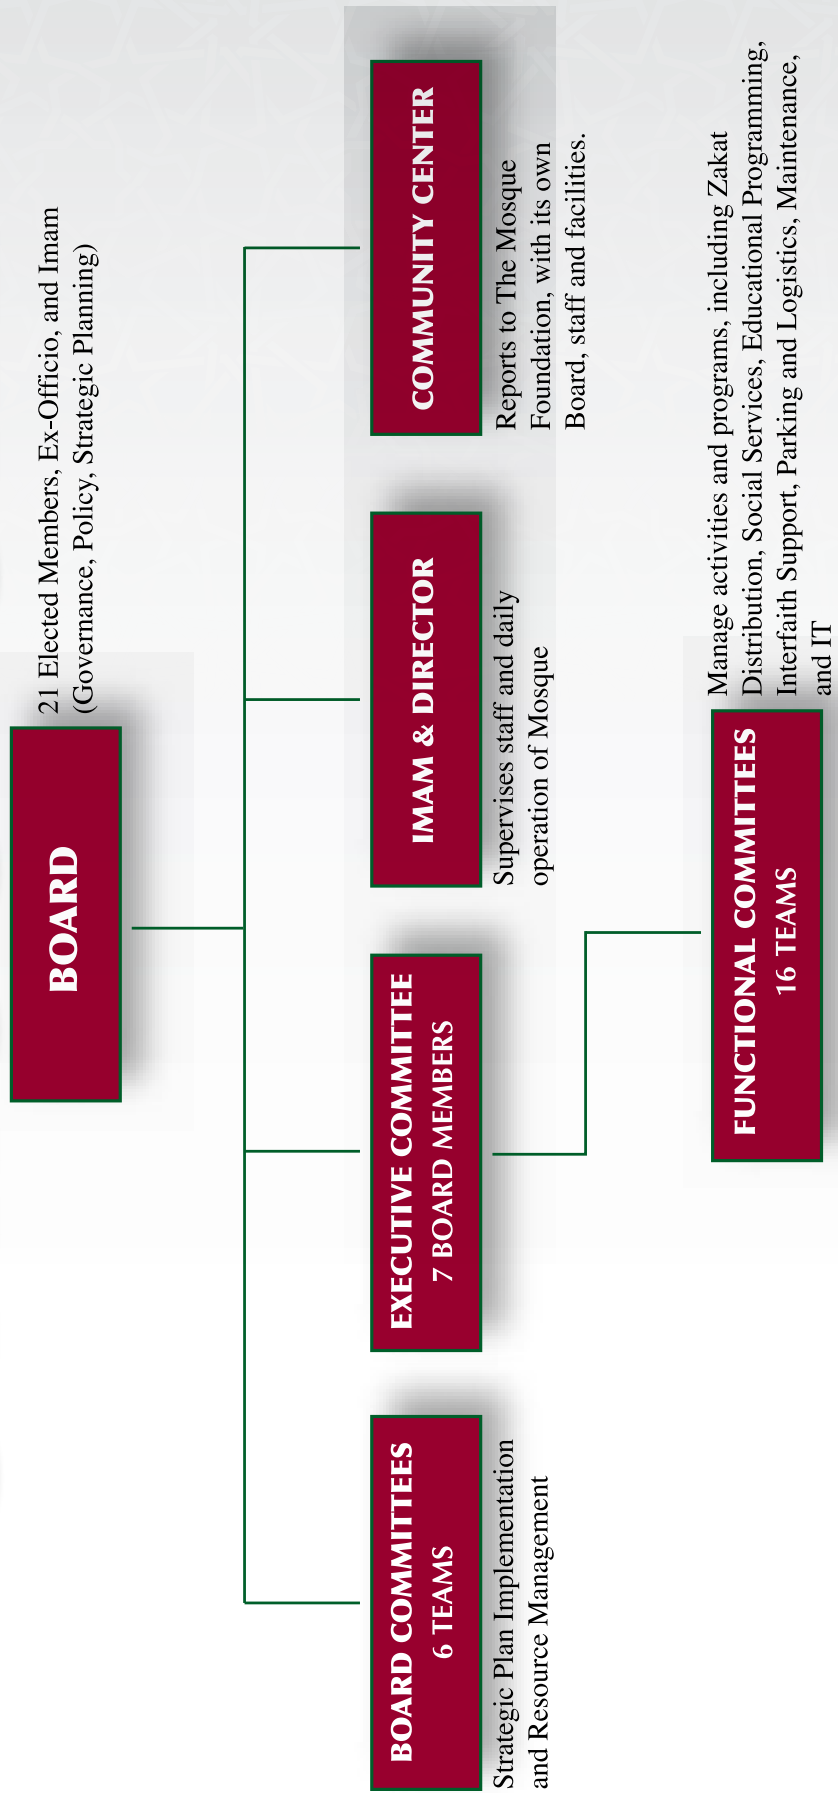 BOARD
21 Elected Members, Ex-Officio, and Imam
(Governance, Policy, Strategic Planning)
BOARD COMMITTEES
6 TEAMS
Strategic Plan Implementation
and Resource Management
EXECUTIVE COMMITTEE
7 BOARD MEMBERS
IMAM & DIRECTOR
Supervises staff and daily
operation of Mosque
COMMUNITY CENTER
Reports to The Mosque
Foundation, with its own
Board, staff and facilities.
FUNCTIONAL COMMITTEES
16 TEAMS
Manage activities and programs, including Zakat
Distribution, Social Services, Educational Programming,
Interfaith Support, Parking and Logistics, Maintenance,
and IT